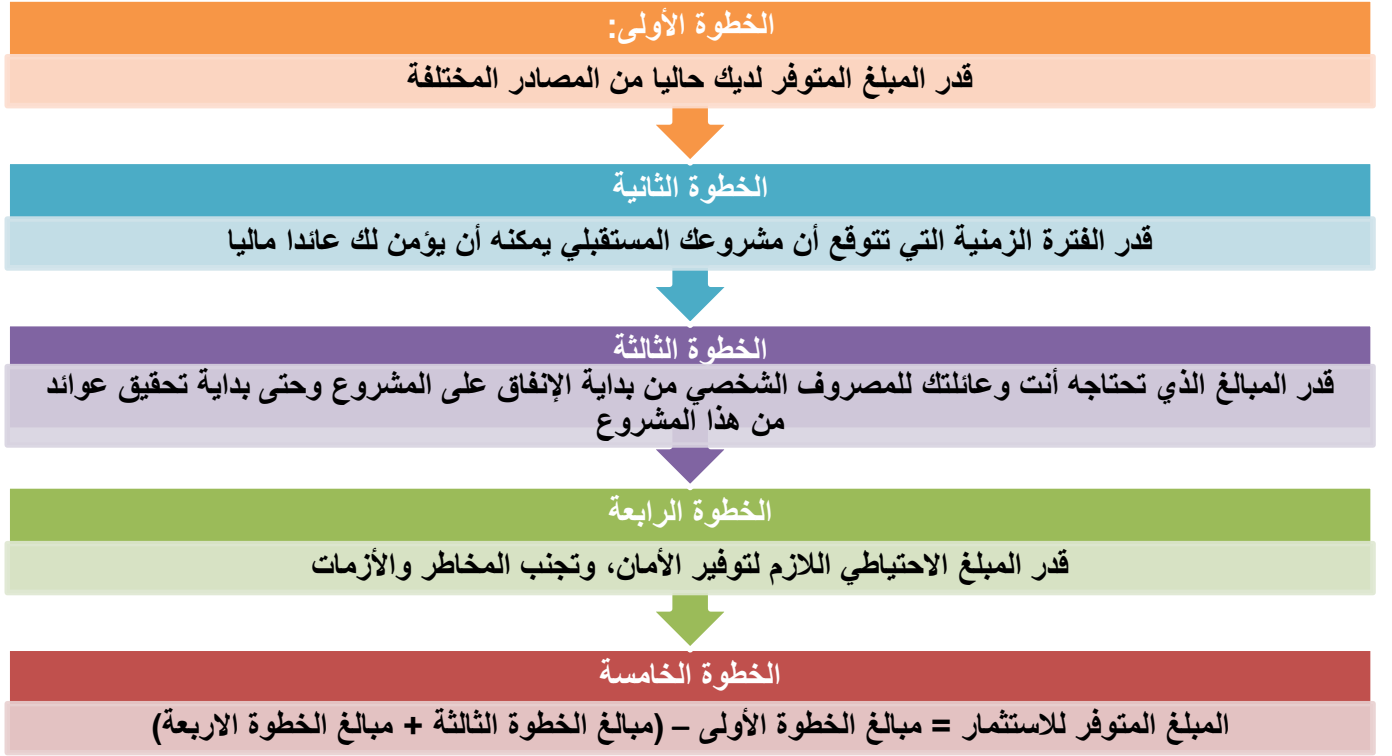 الخطوة الأولى:
قدر المبلغ المتوفر لديك حاليا من المصادر المختلفة
الخطوة الثانية
قدر الفترة الزمنية التي تتوقع أن مشروعك المستقبلي يمكنه أن يؤمن لك عائدا ماليا
الخطوة الثالثة
قدر المبالغ الذي تحتاجه أنت وعائلتك للمصروف الشخصي من بداية الإنفاق على المشروع وحتى بداية تحقيق عوائد
من هذا المشروع
الخطوة الرابعة
قدر المبلغ الاحتياطي اللازم لتوفير الأمان، وتجنب المخاطر والأزمات
الخطوة الخامسة
المبلغ المتوفر للاستثمار = مبالغ الخطوة الأولى – (مبالغ الخطوة الثالثة + مبالغ الخطوة الاربعة)